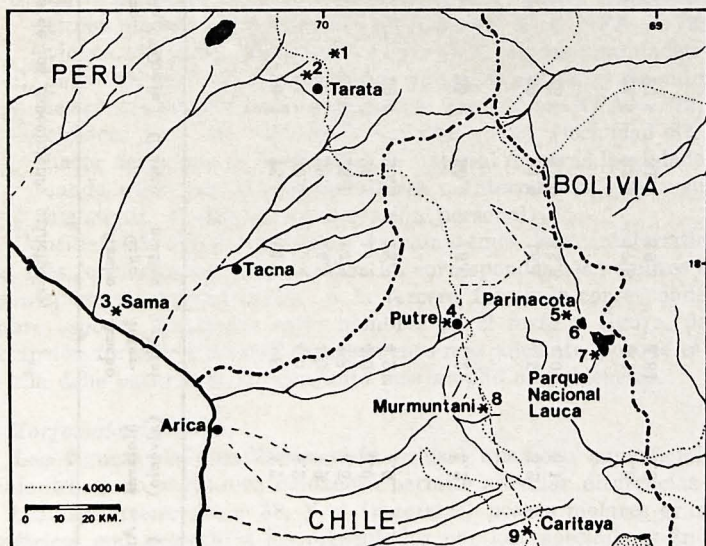 70
69
PERU
*1
*2
Tarata
BOLIVIA
18
Tacna
3 Sama
*
Putre
4
*
Parinacota
5*
6
7
*
Parque
Nacional
Lauca
Murmuntani
*
8
Arica
4.000 M
0 10 20 KM.
CHILE
Caritaya
9*